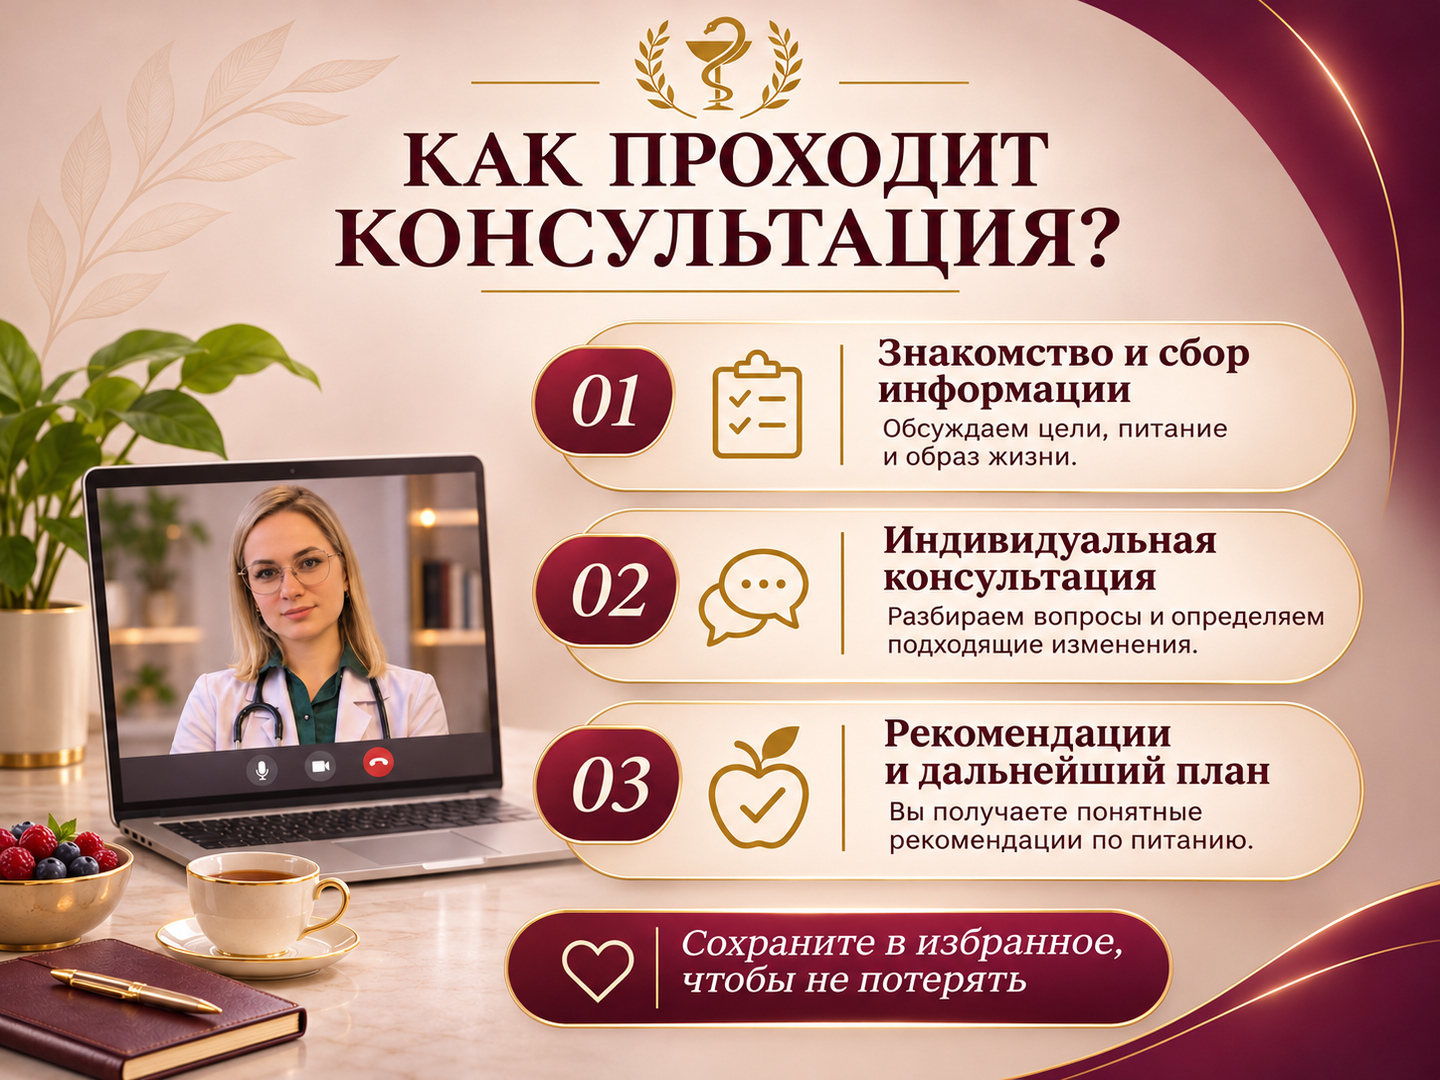 КАК ПРОХОДИТ
КОНСУЛЬТАЦИЯ?
01
Знакомство и сбор
информации
Обсуждаем цели, питание
и образ жизни.
02
Индивидуальная
консультация
Разбираем вопросы и определяем
подходящие изменения.
03
Рекомендации
и дальнейший план
Вы получаете понятные
рекомендации по питанию.
Сохраните в избранное,
чтобы не потерять